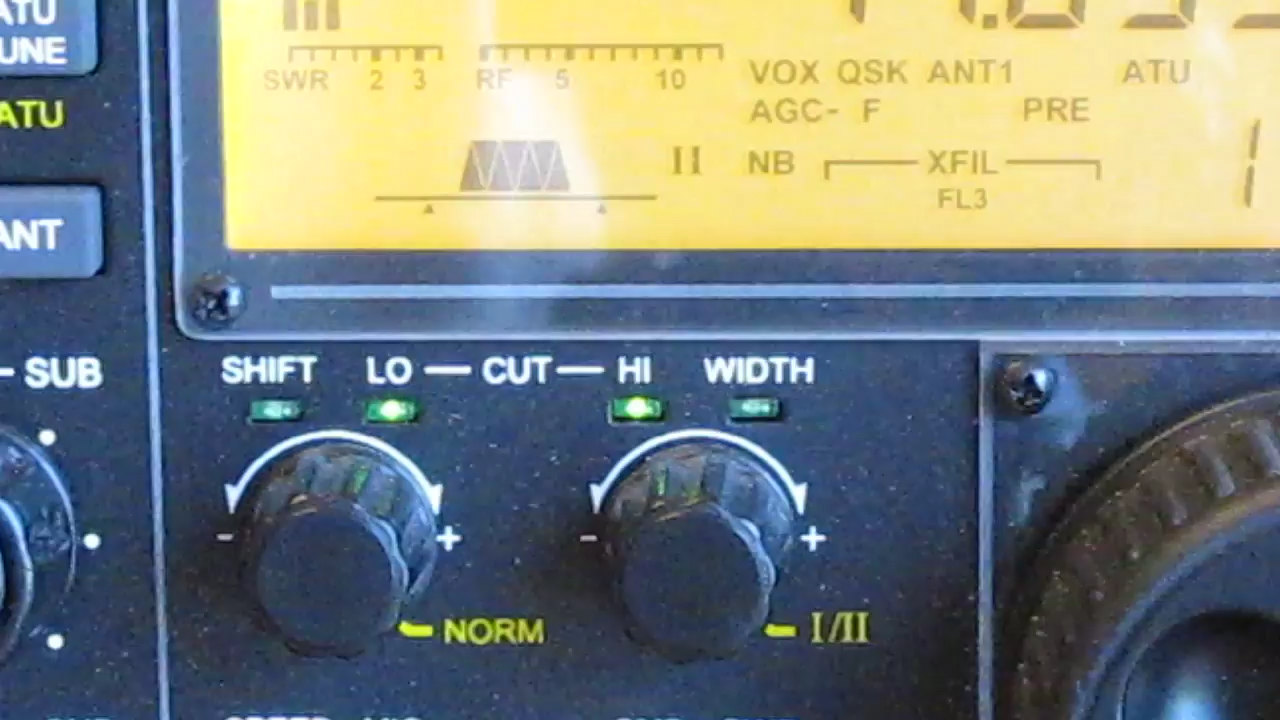 ATU
TUNE
SWR 2 3 RF 5 10
VOX QSK ANT1 ATU
ATU
AGC- F PRE
II NB XFIL
FL3
ANT
SUB
SHIFT LO CUT HI WIDTH
- + - +
NORM I/II